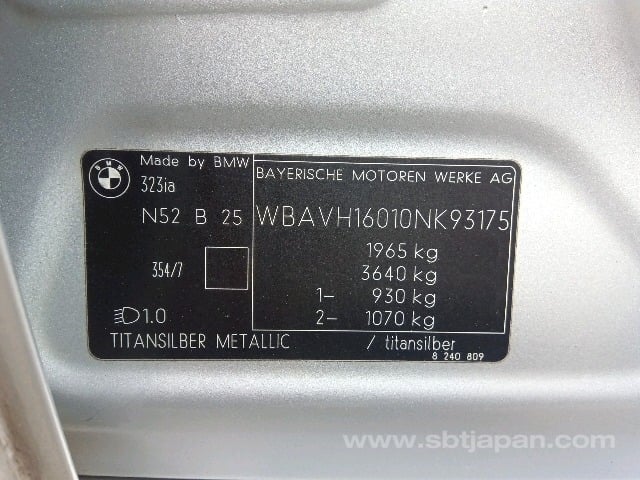 BMW
Made by BMW
323ia
N52 B 25
354/7
1.0
BAYERISCHE MOTOREN WERKE AG
WBAVH16010NK93175
1965 kg
3640 kg
1- 930 kg
2- 1070 kg
TITANSILBER METALLIC / titansilber
8 240 809
www.sbtjapan.com